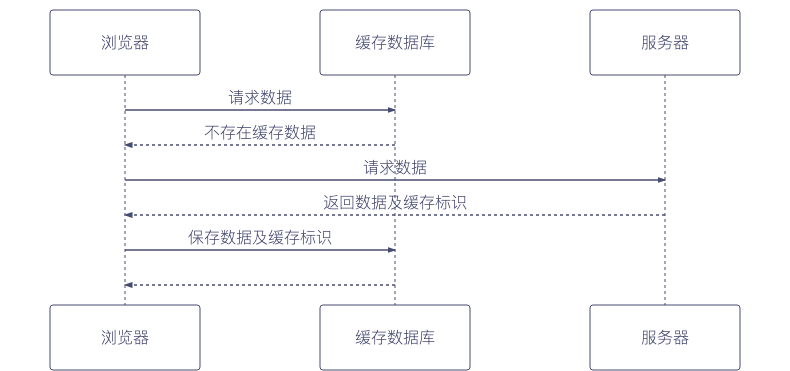 浏览器
缓存数据库
服务器
请求数据
不存在缓存数据
请求数据
返回数据及缓存标识
保存数据及缓存标识
浏览器
缓存数据库
服务器